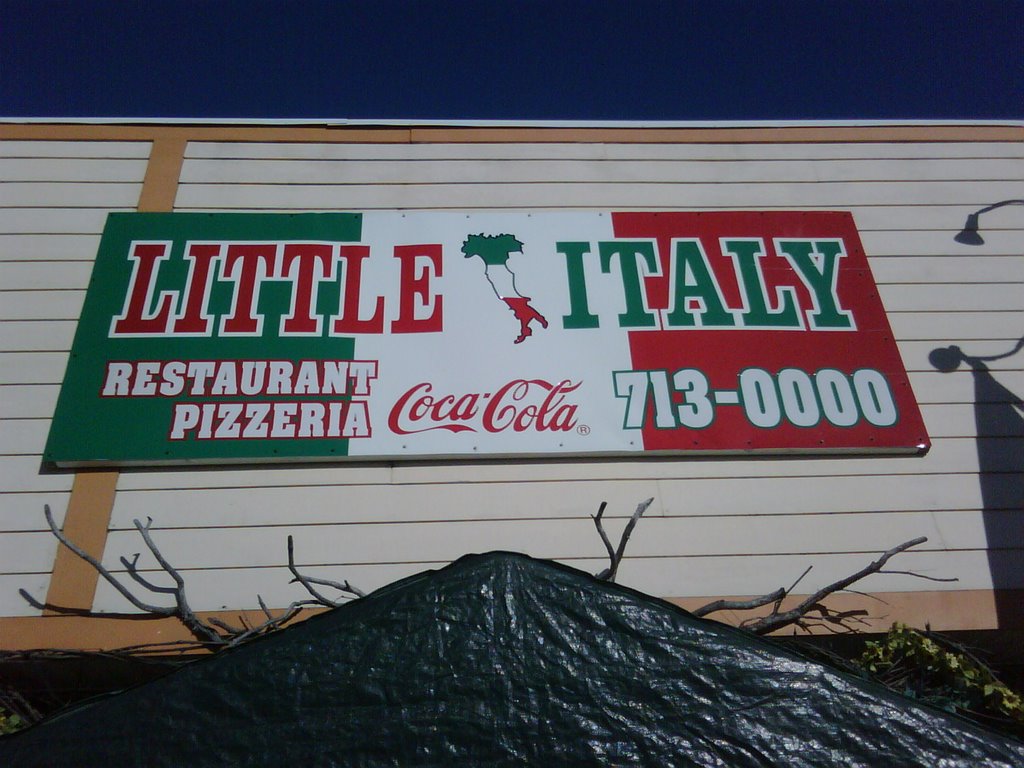 LITTLE ITALY
RESTAURANT
PIZZERIA
Coca-Cola®
713-0000